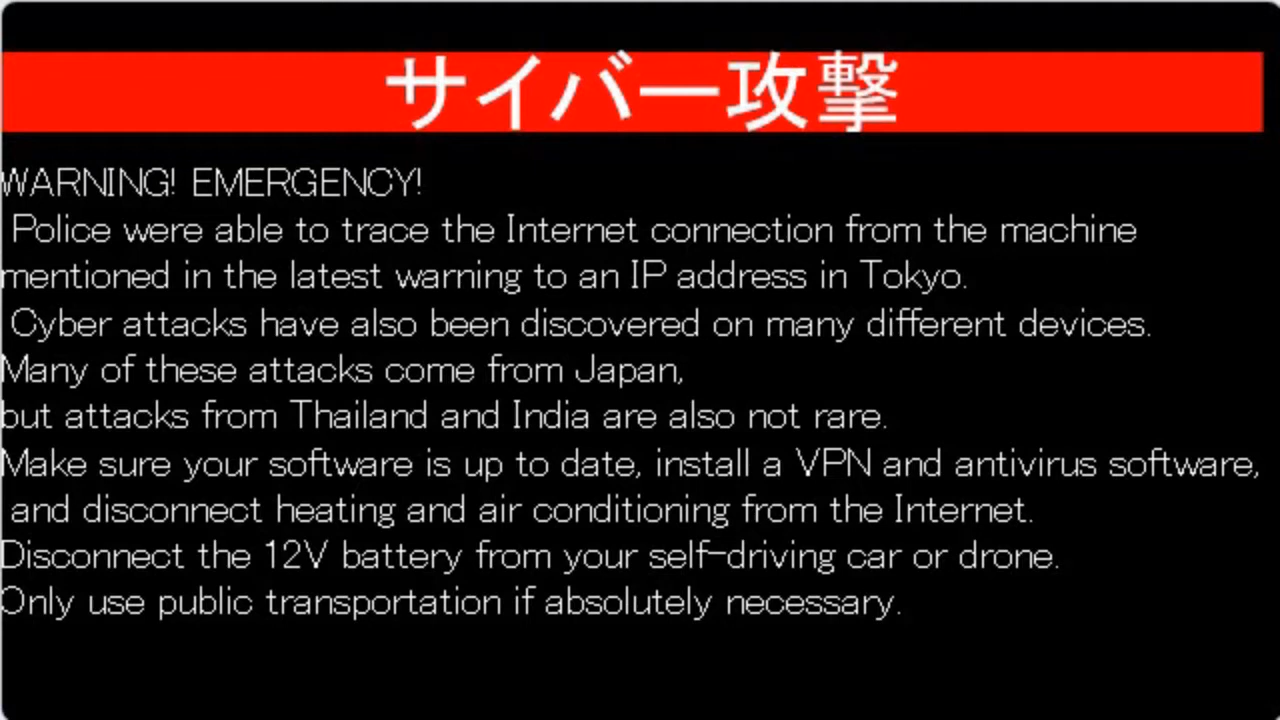 サイバー攻撃
WARNING! EMERGENCY!
Police were able to trace the Internet connection from the machine
mentioned in the latest warning to an IP address in Tokyo.
Cyber attacks have also been discovered on many different devices.
Many of these attacks come from Japan,
but attacks from Thailand and India are also not rare.
Make sure your software is up to date, install a VPN and antivirus software,
and disconnect heating and air conditioning from the Internet.
Disconnect the 12V battery from your self-driving car or drone.
Only use public transportation if absolutely necessary.